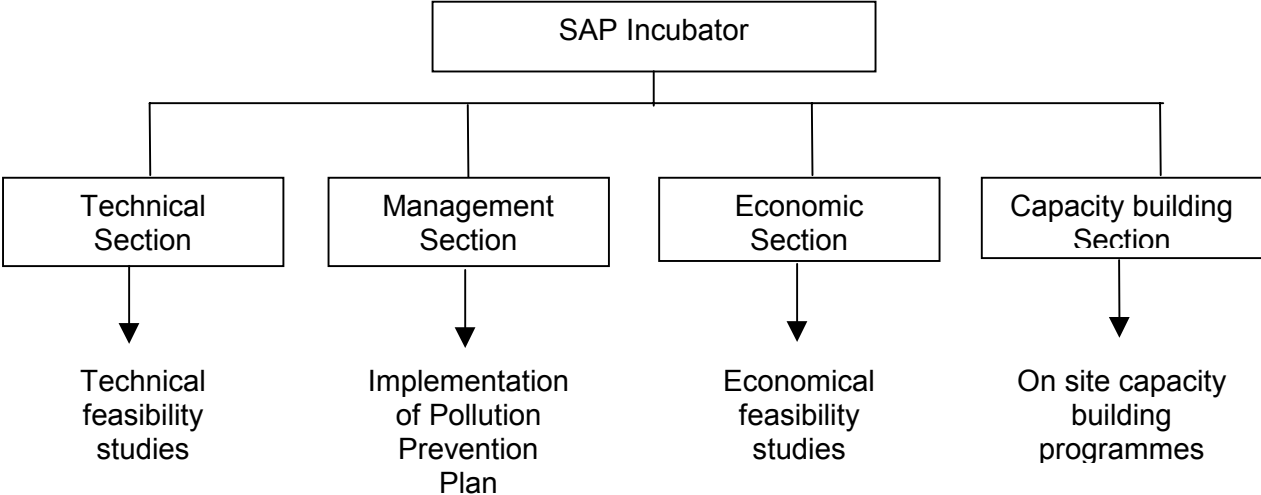 SAP Incubator
Technical
Section
Management
Section
Economic
Section
Capacity building
Section
Technical
feasibility
studies
Implementation
of Pollution
Prevention
Plan
Economical
feasibility
studies
On site capacity
building
programmes